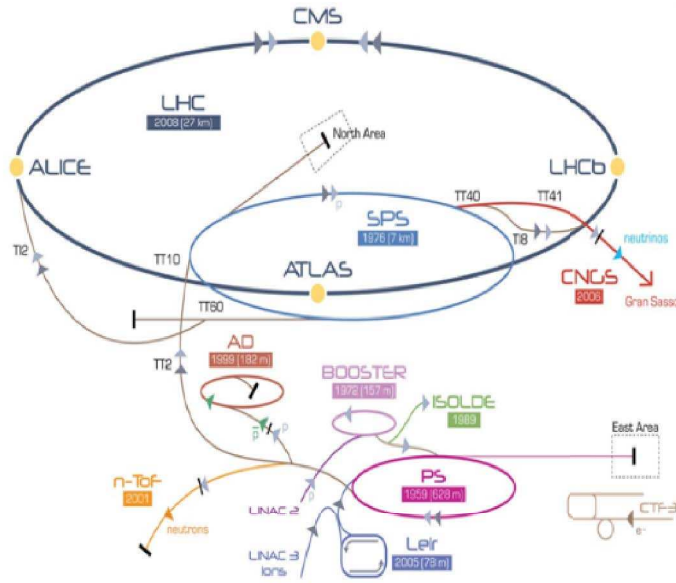 CMS
LHC
2008 (27 km)
North Area
ALICE
LHCb
TT40
TT41
SPS
1976 (7 km)
TI8
TI2
TT10
ATLAS
neutrinos
CNGS
2006
Gran Sasso
TT60
p
AD
1999 (182 m)
TT2
BOOSTER
1972 (157 m)
ISOLDE
1989
p
p
East Area
n-ToF
2001
PS
1959 (628 m)
LINAC 2
p
neutrons
CTF-3
e-
LINAC 3
Ions
Leir
2005 (78 m)